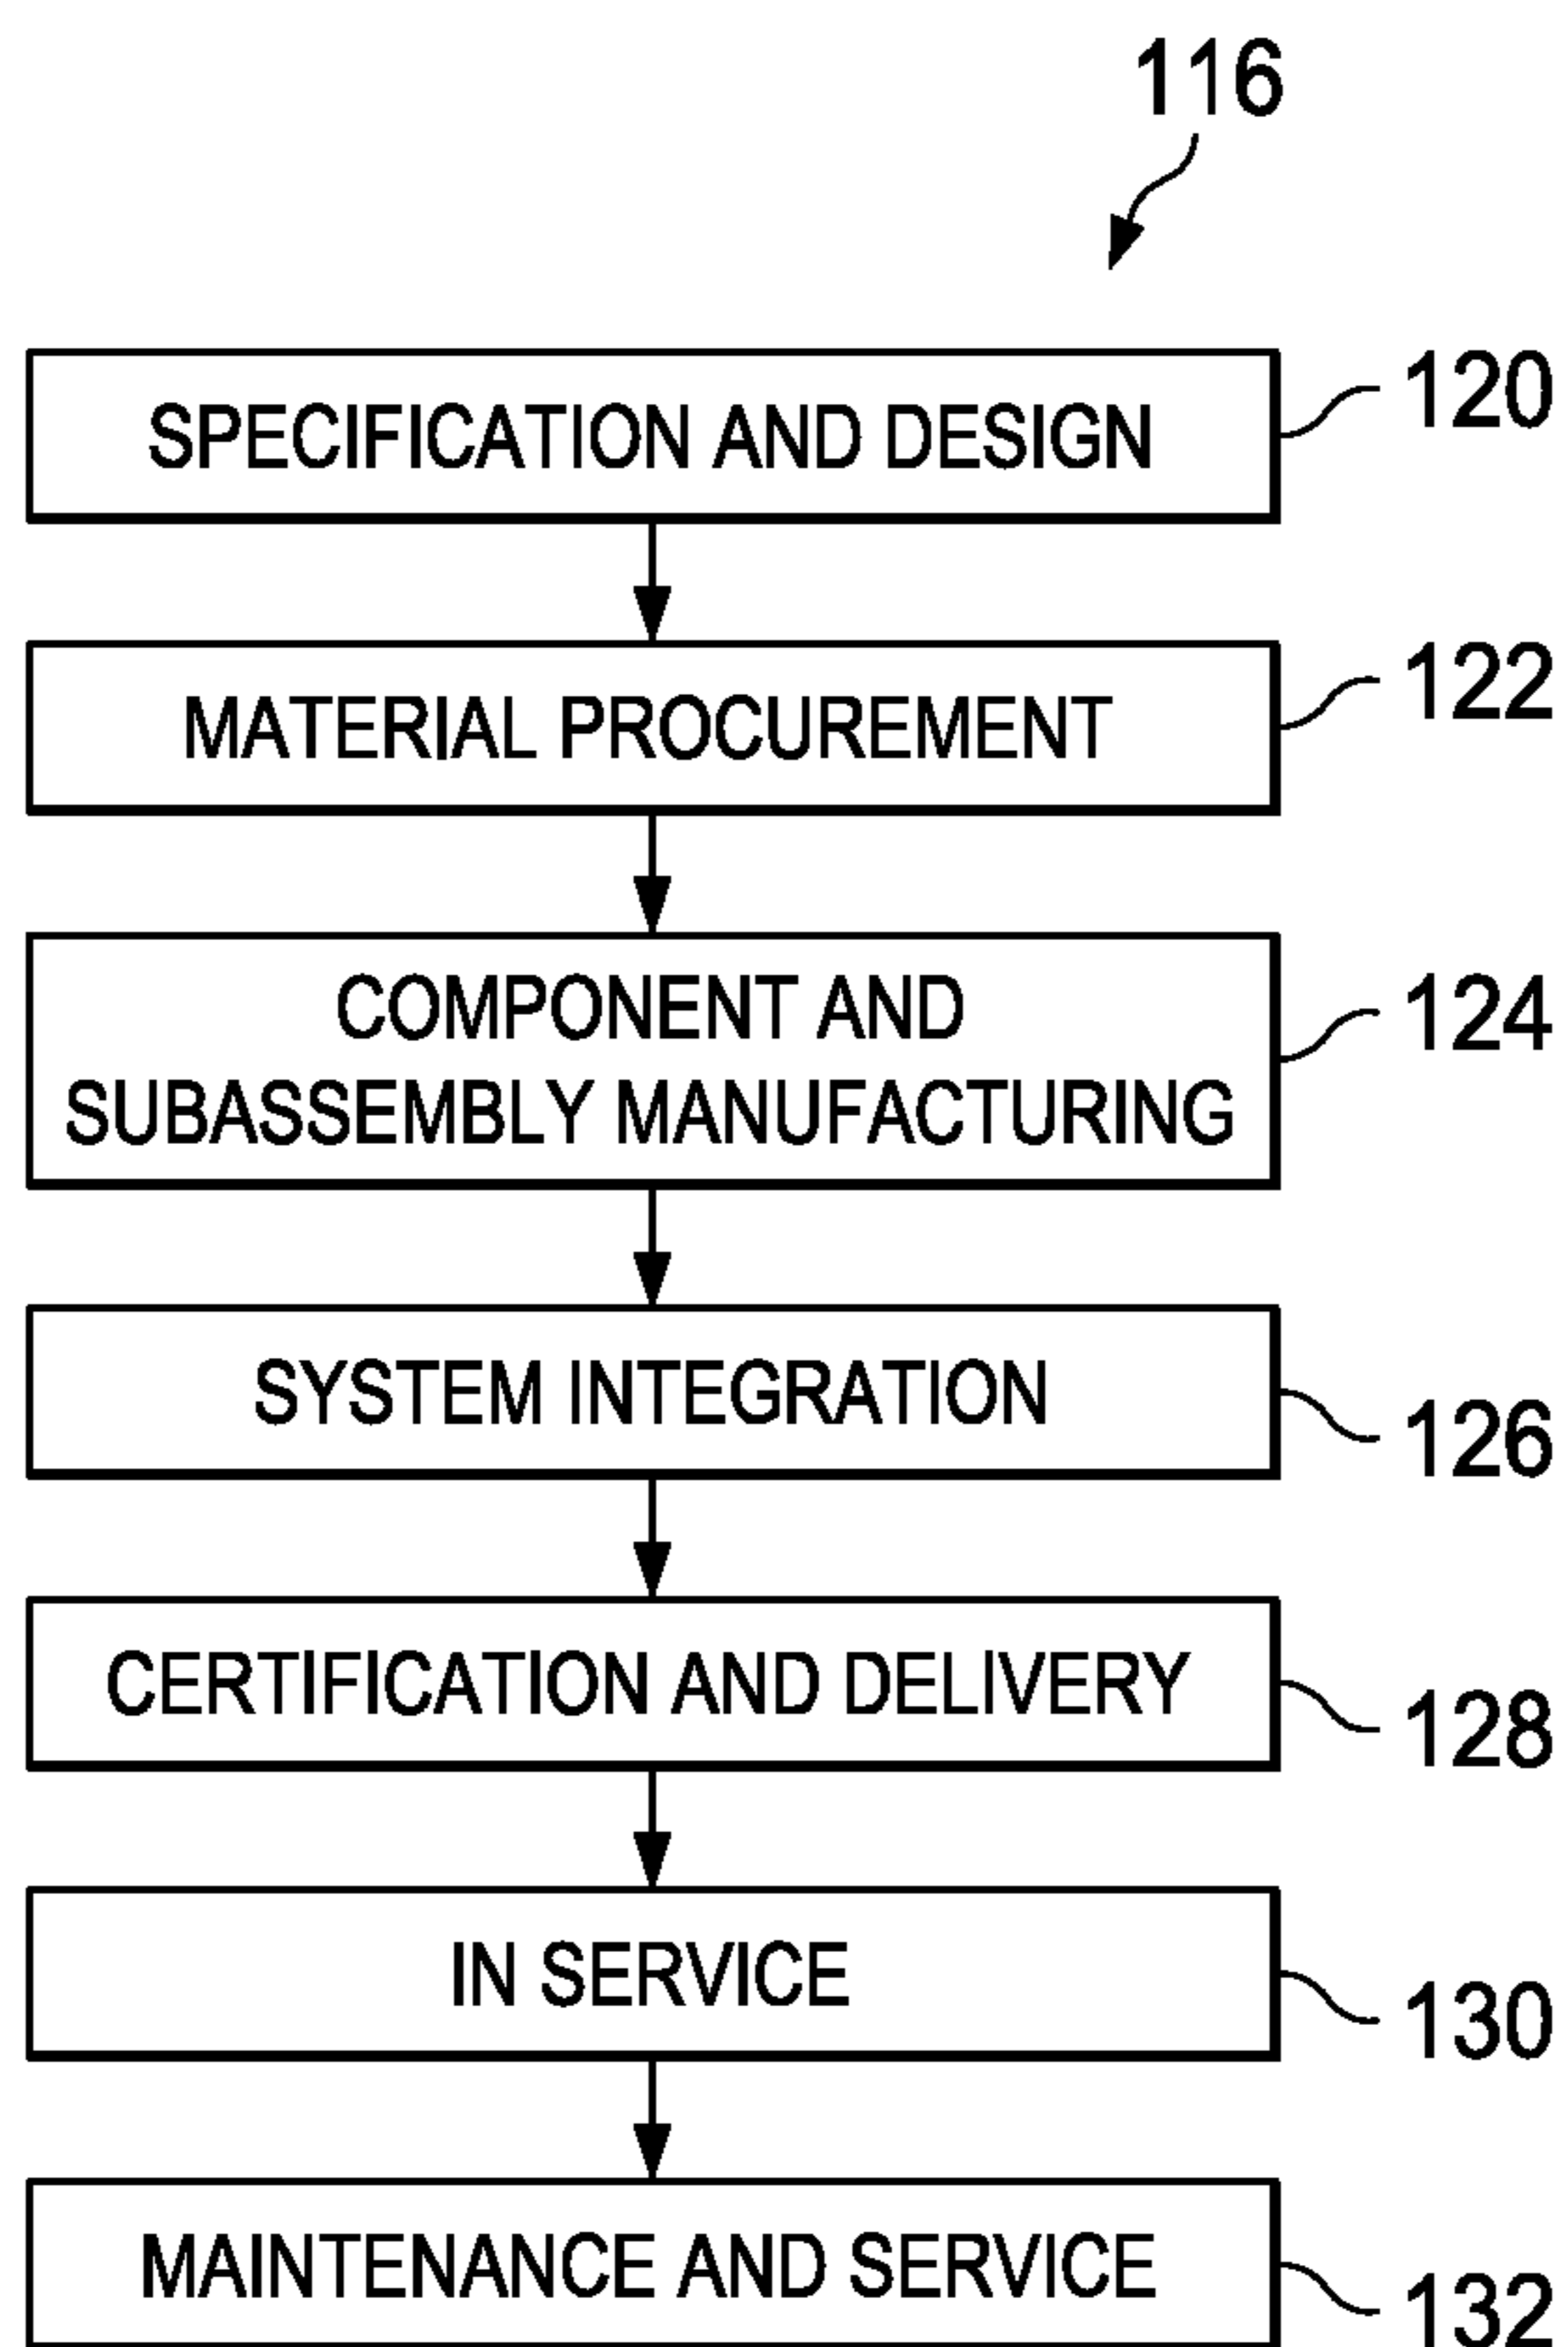 116
SPECIFICATION AND DESIGN
120
MATERIAL PROCUREMENT
122
COMPONENT AND
SUBASSEMBLY MANUFACTURING
124
SYSTEM INTEGRATION
126
CERTIFICATION AND DELIVERY
128
IN SERVICE
130
MAINTENANCE AND SERVICE
132